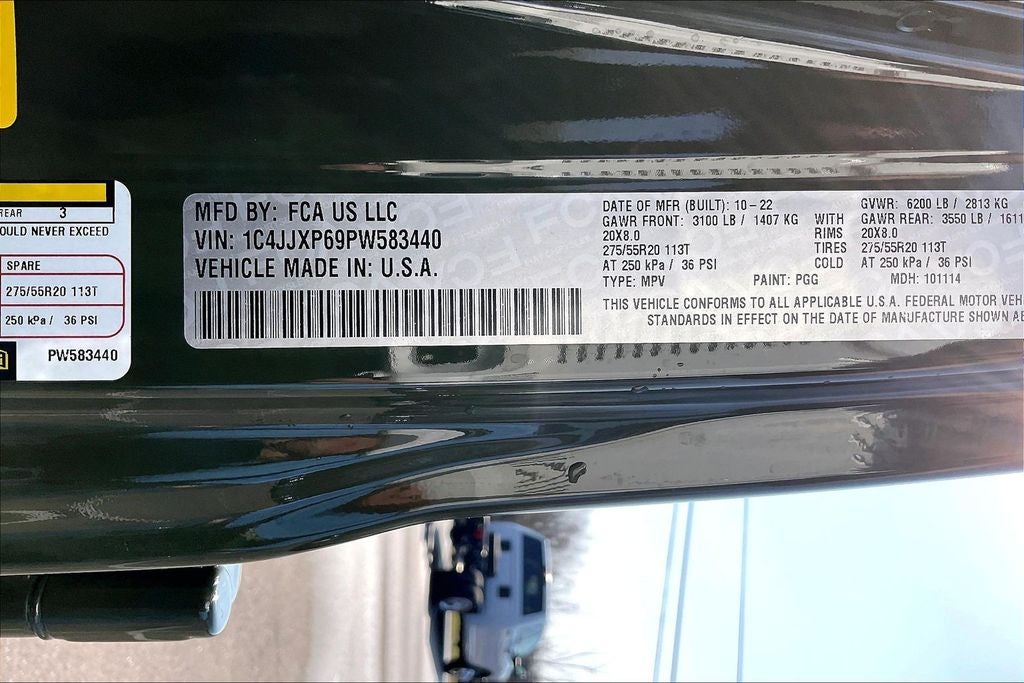 REAR 3
OULD NEVER EXCEED
SPARE
275/55R20 113T
250 kPa / 36 PSI
PW583440
MFD BY: FCA US LLC
VIN: 1C4JJXP69PW583440
VEHICLE MADE IN: U.S.A.
DATE OF MFR (BUILT): 10-22 GVWR: 6200 LB / 2813 KG
GAWR FRONT: 3100 LB / 1407 KG WITH GAWR REAR: 3550 LB / 1611
20X8.0 RIMS 20X8.0
275/55R20 113T TIRES 275/55R20 113T
AT 250 kPa / 36 PSI COLD AT 250 kPa / 36 PSI
TYPE: MPV PAINT: PGG MDH: 101114
THIS VEHICLE CONFORMS TO ALL APPLICABLE U.S.A. FEDERAL MOTOR VEH
STANDARDS IN EFFECT ON THE DATE OF MANUFACTURE SHOWN AB